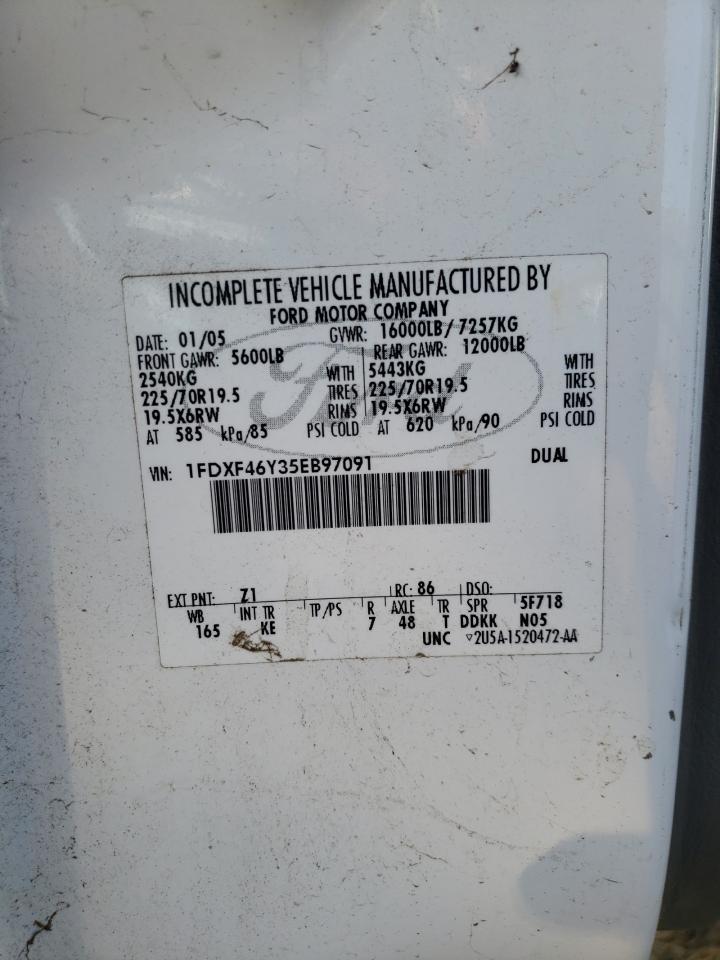 INCOMPLETE VEHICLE MANUFACTURED BY
FORD MOTOR COMPANY
DATE: 01/05 GVWR: 16000LB/ 7257KG
FRONT GAWR: 5600LB REAR GAWR: 12000LB
2540KG WITH 5443KG WITH
225/70R19.5 TIRES 225/70R19.5 TIRES
19.5X6RW RIMS 19.5X6RW RIMS
AT 585 kPa/85 PSI COLD AT 620 kPa/90 PSI COLD
Ford
VIN: 1FDXF46Y35EB97091 DUAL
EXT PNT: Z1 RC: 86 DSO:
WB INT TR TP/PS R AXLE TR SPR 5F718
165 KE 7 48 T DDKK N05
UNC ▽2U5A-1520472-AA